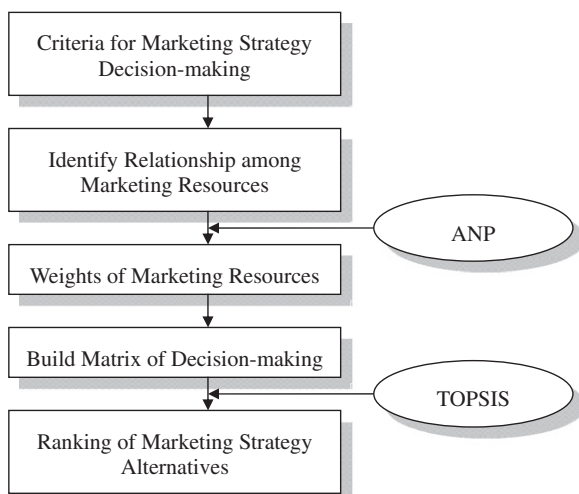 Criteria for Marketing Strategy
Decision-making
Identify Relationship among
Marketing Resources
ANP
Weights of Marketing Resources
Build Matrix of Decision-making
TOPSIS
Ranking of Marketing Strategy
Alternatives